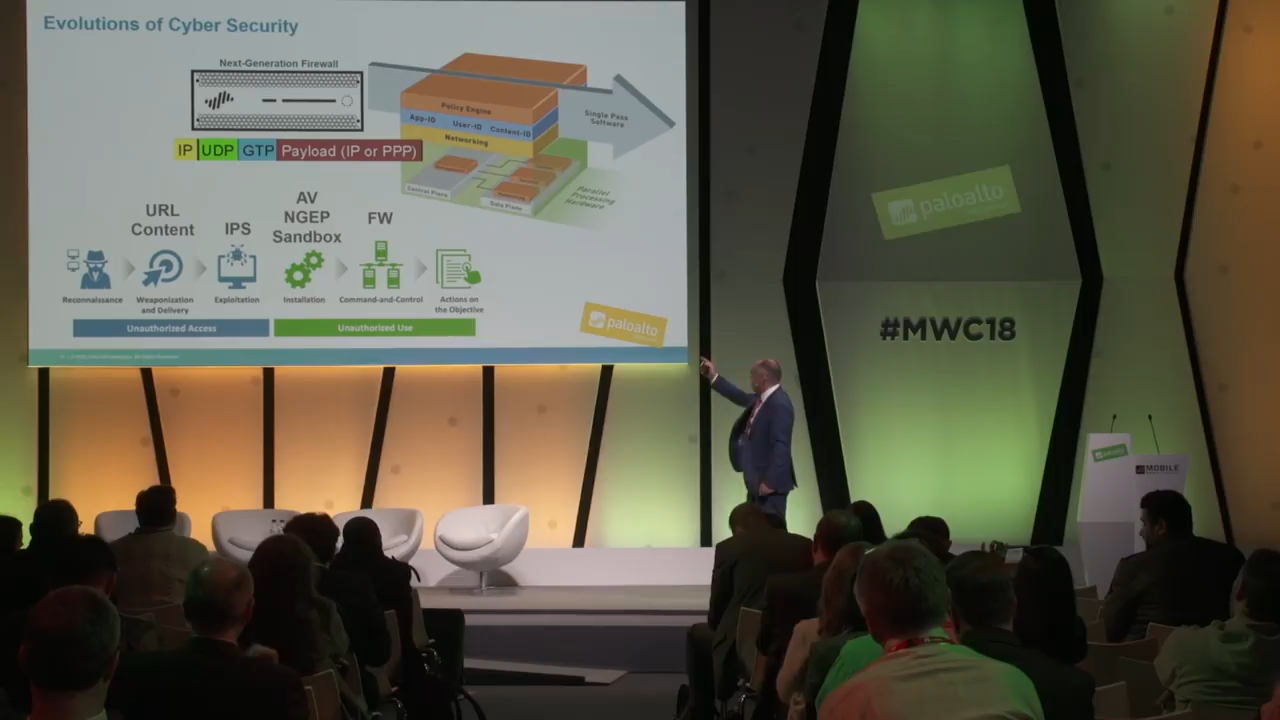 Evolutions of Cyber Security
Next-Generation Firewall
IP UDP GTP Payload (IP or PPP)
Policy Engine
App-ID User-ID Content-ID
Networking
Single Pass
Software
Control Plane
Data Plane
Parallel
Processing
Hardware
URL
Content
IPS
AV
NGEP
Sandbox
FW
Reconnaissance
Weaponization
and Delivery
Exploitation
Installation
Command-and-Control
Actions on
the Objective
Unauthorized Access
Unauthorized Use
paloalto
paloalto
#MWC18
paloalto
MOBILE